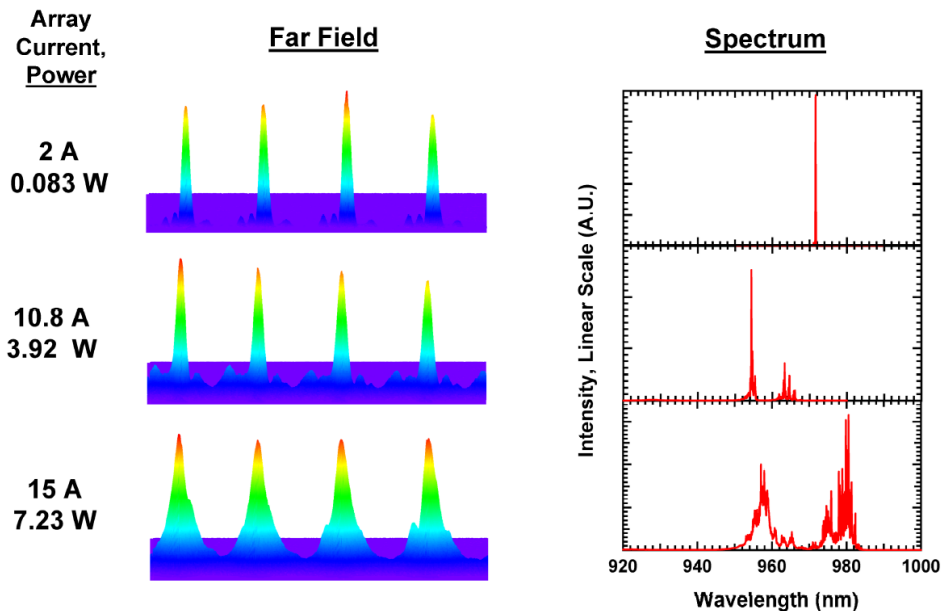 Array
Current,
Power
Far Field
Spectrum
2 A
0.083 W
10.8 A
3.92 W
15 A
7.23 W
Intensity, Linear Scale (A.U.)
920 940 960 980 1000
Wavelength (nm)